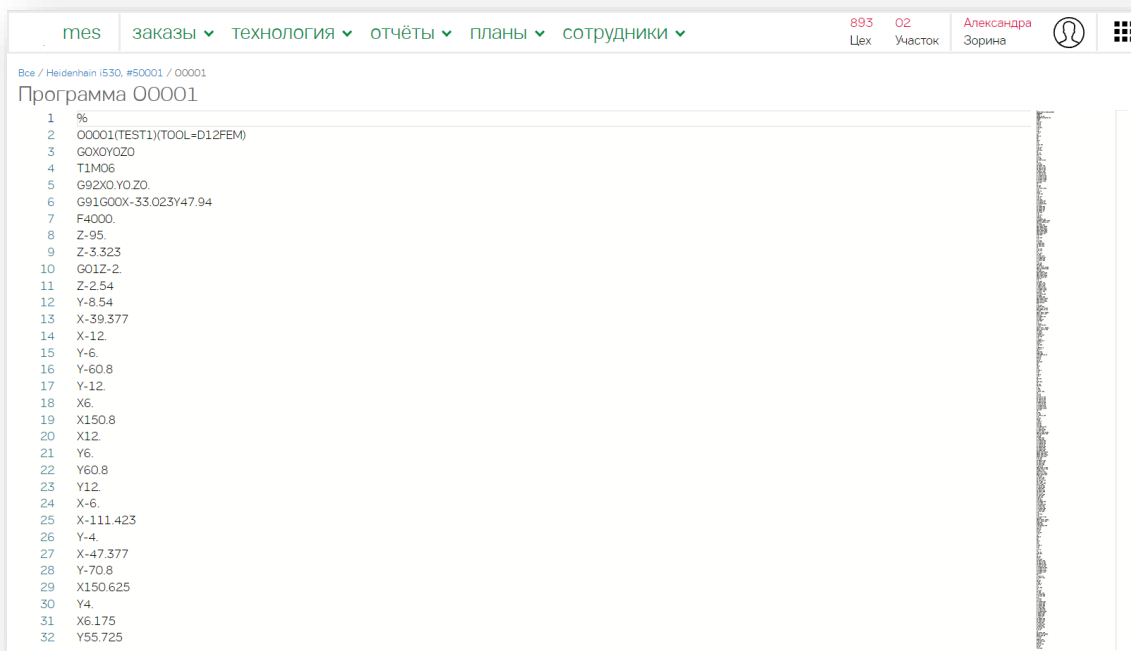 mes заказы технология отчёты планы сотрудники 893 02 Александра
Цех Участок Зорина
Все / Heidenhain i530, #50001 / O0001
Программа O0001
1 %
2 O0001(TEST1)(TOOL=D12FEM)
3 G0X0Y0Z0
4 T1M06
5 G92X0.Y0.Z0.
6 G91G00X-33.023Y47.94
7 F4000.
8 Z-95.
9 Z-3.323
10 G01Z-2.
11 Z-2.54
12 Y-8.54
13 X-39.377
14 X-12.
15 Y-6.
16 Y-60.8
17 Y-12.
18 X6.
19 X150.8
20 X12.
21 Y6.
22 Y60.8
23 Y12.
24 X-6.
25 X-111.423
26 Y-4.
27 X-47.377
28 Y-70.8
29 X150.625
30 Y4.
31 X6.175
32 Y55.725